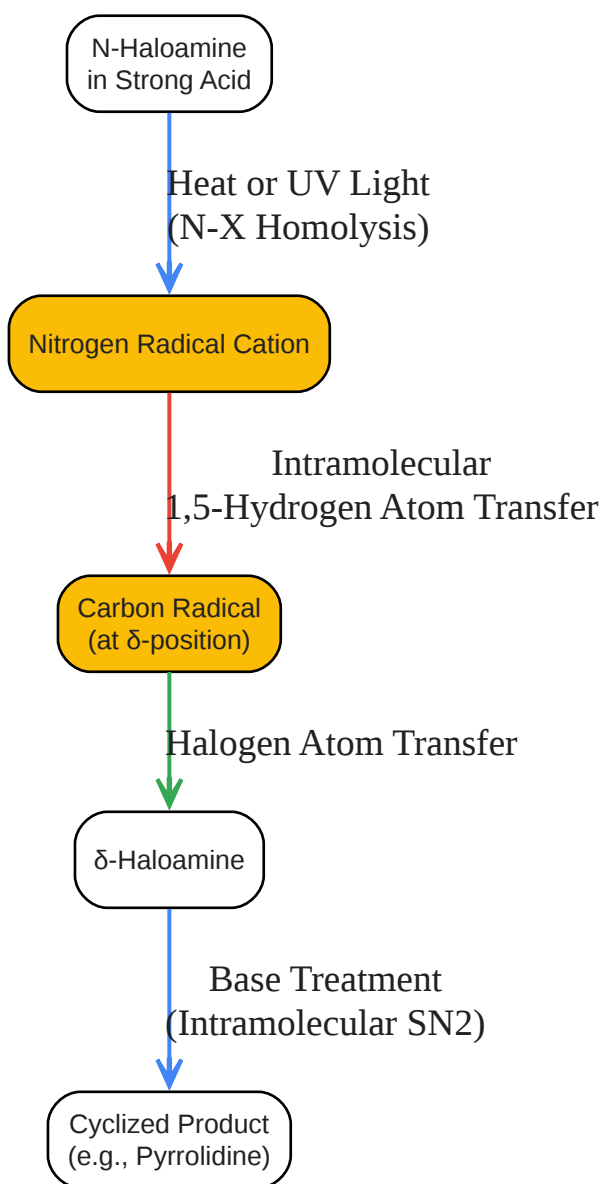 N-Haloamine
in Strong Acid
Heat or UV Light
(N-X Homolysis)
Nitrogen Radical Cation
Intramolecular
1,5-Hydrogen Atom Transfer
Carbon Radical
(at δ-position)
Halogen Atom Transfer
δ-Haloamine
Base Treatment
(Intramolecular SN2)
Cyclized Product
(e.g., Pyrrolidine)